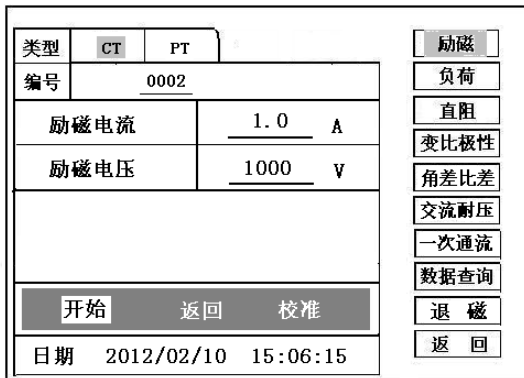 类型 CT PT
编号 0002
励磁电流 1.0 A
励磁电压 1000 V
开始 返回 校准
日期 2012/02/10 15:06:15
励磁
负荷
直阻
变比极性
角差比差
交流耐压
一次通流
数据查询
退 磁
返 回